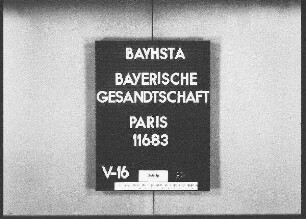 BAYHSTA
BAYERISCHE
GESANDTSCHAFT
PARIS
11683
V-16